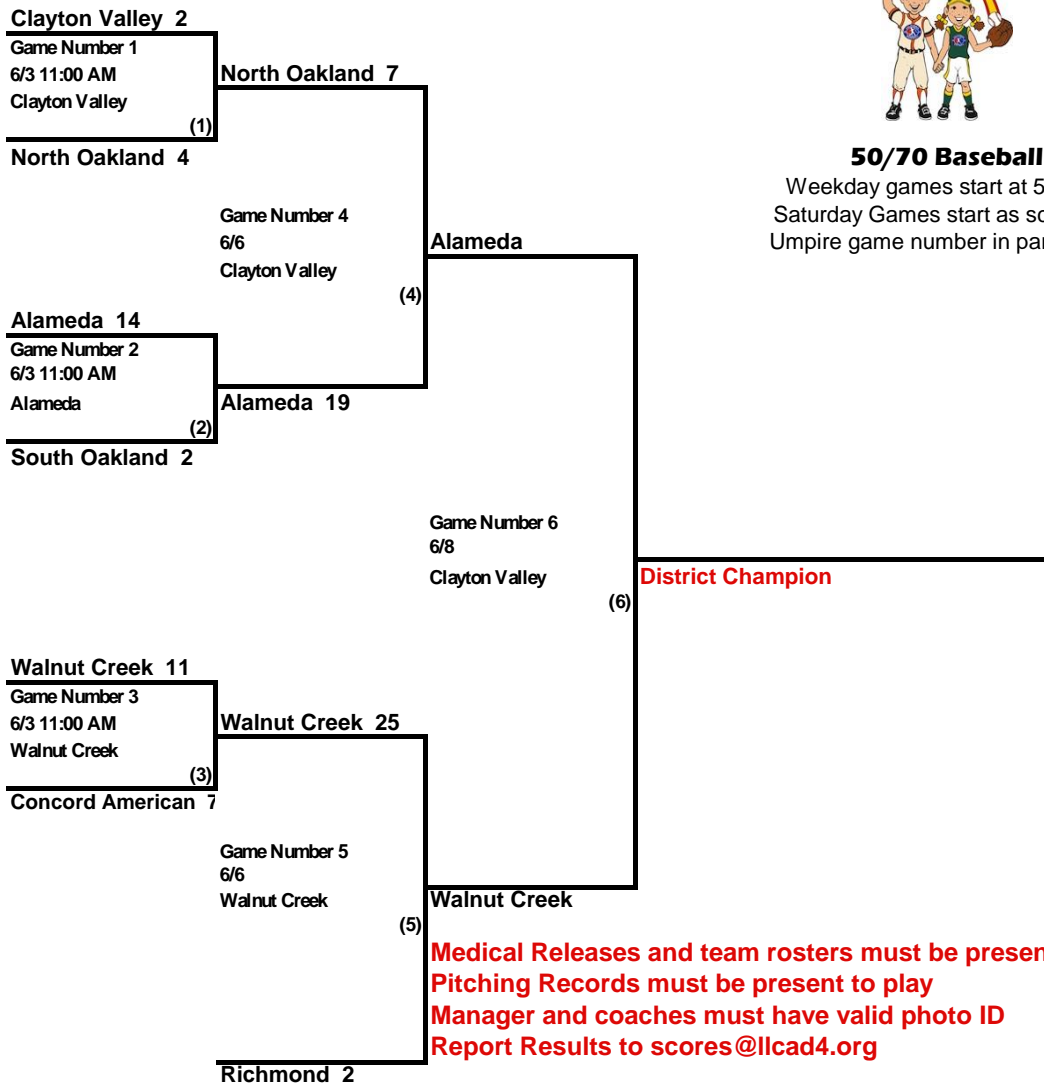 Clayton Valley 2
Game Number 1
6/3 11:00 AM
Clayton Valley
(1)
North Oakland 4
North Oakland 7
Game Number 4
6/6
Clayton Valley
(4)
Alameda 14
Game Number 2
6/3 11:00 AM
Alameda
(2)
South Oakland 2
Alameda 19
Alameda
50/70 Baseball
Weekday games start at 5
Saturday Games start as
Umpire game number in
Game Number 6
6/8
Clayton Valley
(6)
District Champion
Walnut Creek 11
Game Number 3
6/3 11:00 AM
Walnut Creek
(3)
Concord American 7
Walnut Creek 25
Game Number 5
6/6
Walnut Creek
(5)
Richmond 2
Walnut Creek
Medical Releases and team rosters must be
Pitching Records must be present to play
Manager and coaches must have valid photo ID
Report Results to scores@llcad4.org